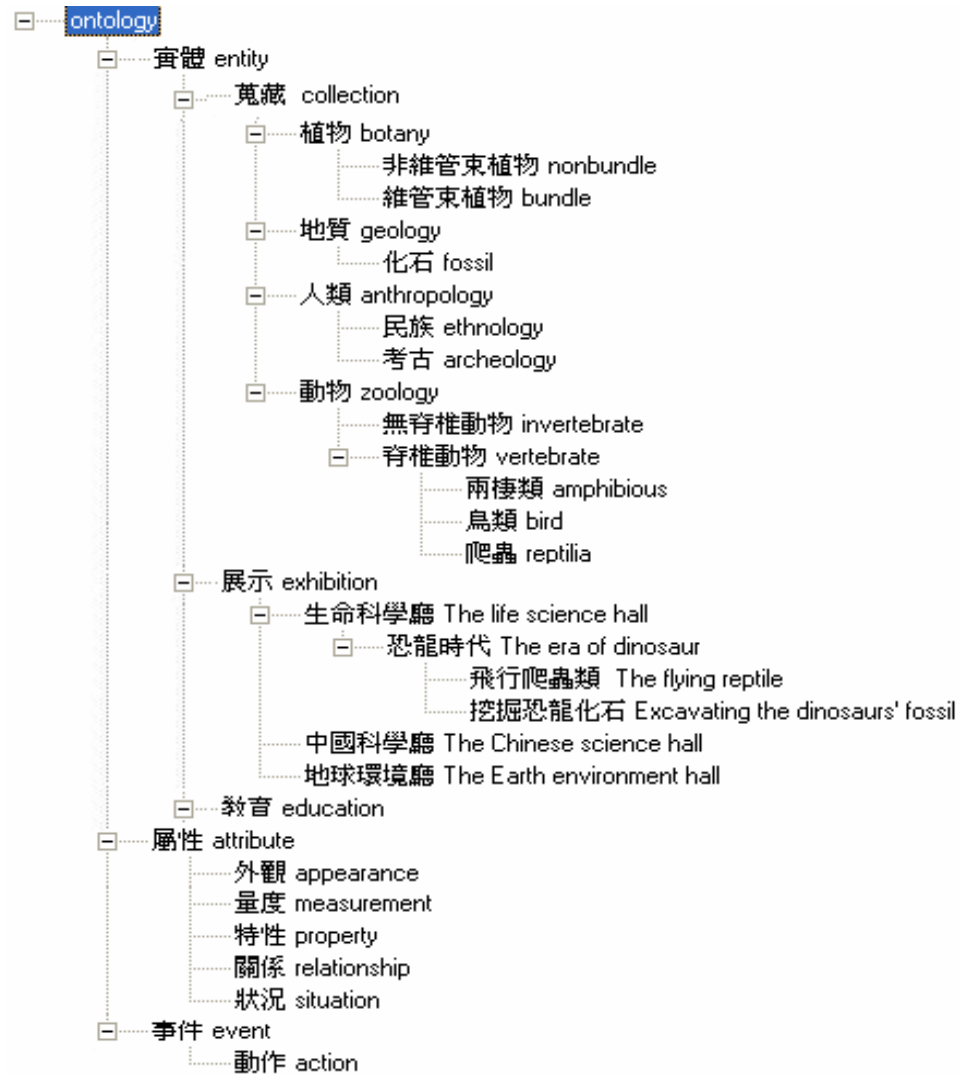 ontology
實體 entity
蒐藏 collection
植物 botany
非維管束植物 nonbundle
維管束植物 bundle
地質 geology
化石 fossil
人類 anthropology
民族 ethnology
考古 archeology
動物 zoology
無脊椎動物 invertebrate
脊椎動物 vertebrate
兩棲類 amphibious
鳥類 bird
爬蟲 reptilia
展示 exhibition
生命科學廳 The life science hall
恐龍時代 The era of dinosaur
飛行爬蟲類 The flying reptile
挖掘恐龍化石 Excavating the dinosaurs' fossil
中國科學廳 The Chinese science hall
地球環境廳 The Earth environment hall
教育 education
屬性 attribute
外觀 appearance
量度 measurement
特性 property
關係 relationship
狀況 situation
事件 event
動作 action